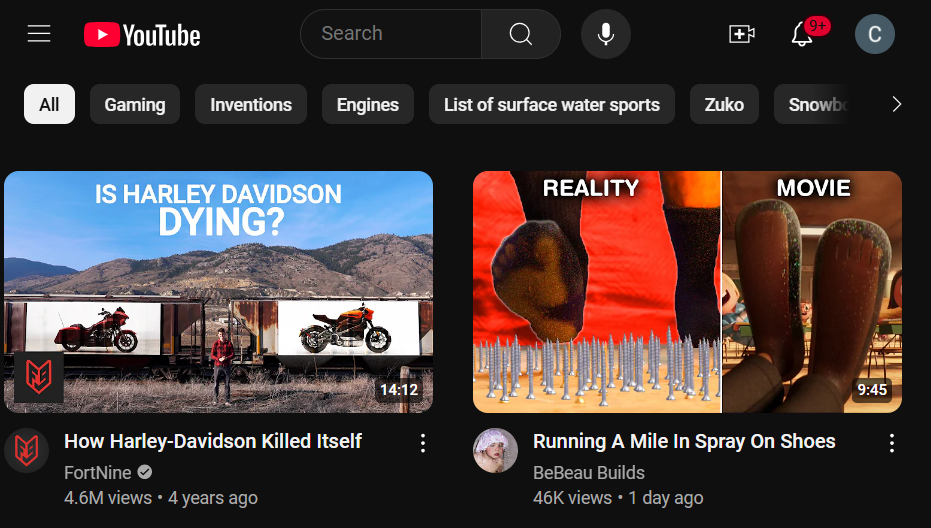 YouTube
Search
9+
C
All
Gaming
Inventions
Engines
List of surface water sports
Zuko
Snowbo
IS HARLEY DAVIDSON
DYING?
14:12
REALITY
MOVIE
9:45
How Harley-Davidson Killed Itself
FortNine
4.6M views • 4 years ago
Running A Mile In Spray On Shoes
BeBeau Builds
46K views • 1 day ago